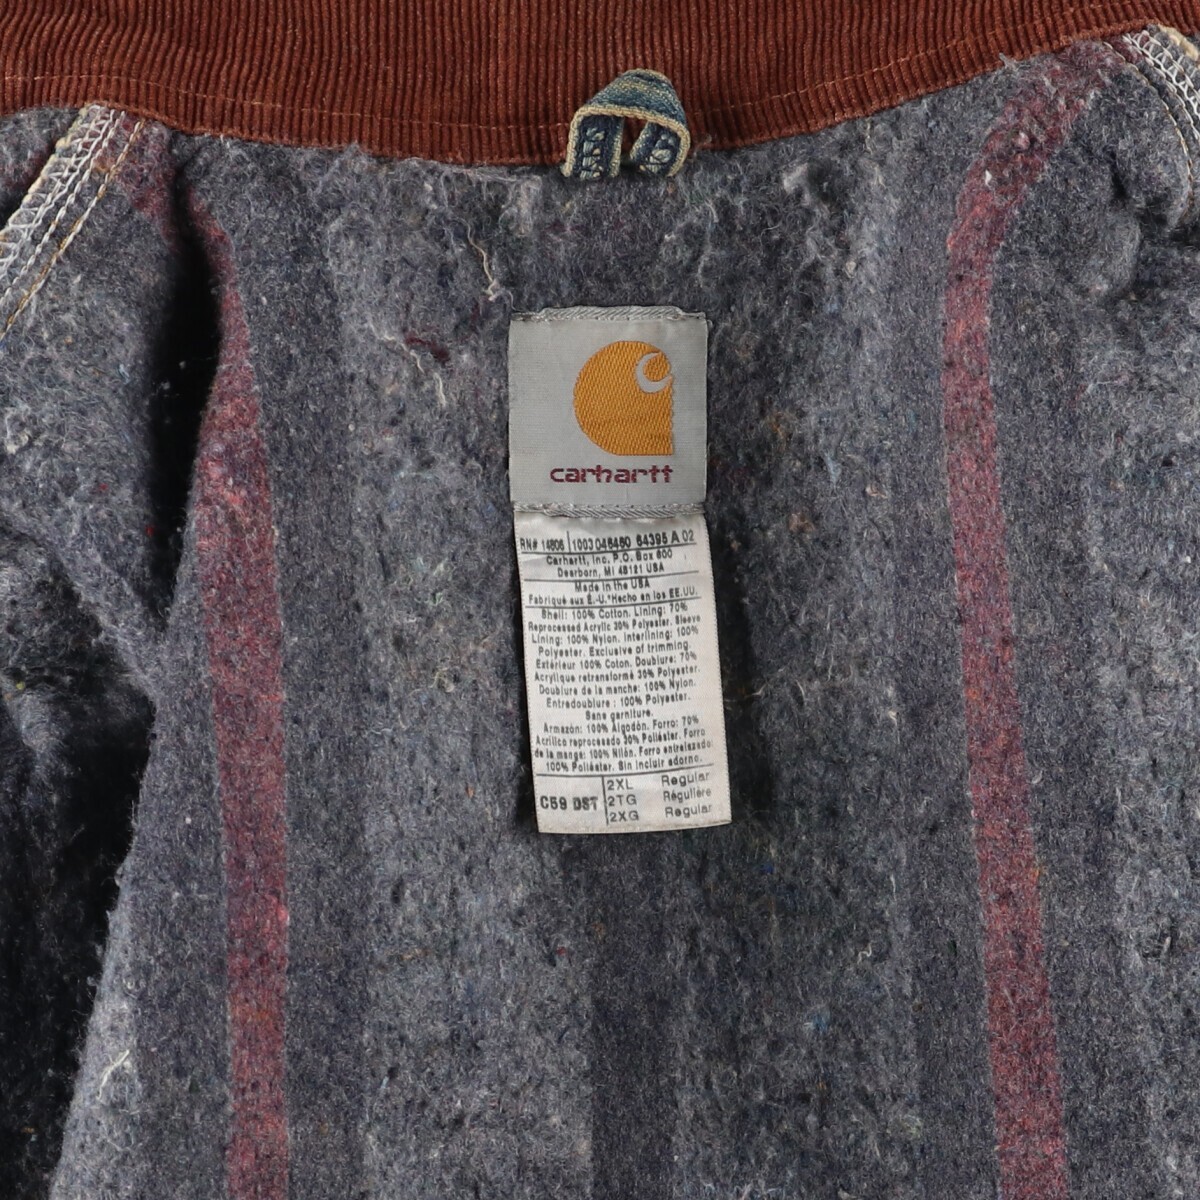 carhartt
RN# 14806 1003 046460 64395 A 02
Carhartt, Inc. P.O. Box 600
Dearborn, MI 48121 USA
Made in the USA
Fabriqué aux É.-U. *Hecho en los EE.UU.
Shell: 100% Cotton. Lining: 70%
Reprocessed Acrylic 30% Polyester. Sleeve
Lining: 100% Nylon. Interlining: 100%
Polyester. Exclusive of trimming.
Extérieur 100% Coton. Doublure: 70%
Acrylique retransformé 30% Polyester.
Doublure de la manche: 100% Nylon.
Entredoublure : 100% Polyester.
Sans garniture.
Armazón: 100% Algodón. Forro: 70%
Acrílico reprocesado 30% Poliéster. Forro
de la manga: 100% Nilón. Forro entrelazado:
100% Poliéster. Sin incluir adorno.
2XL Regular
C59 DST 2TG Régulière
2XG Regular